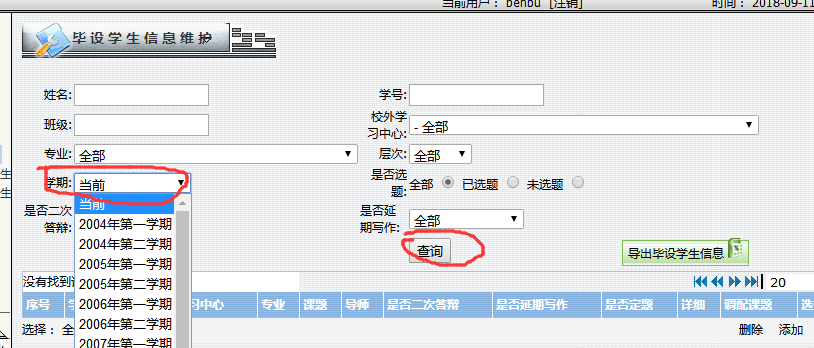 当前用户： benbu [注销] 时间： 2018-09-11
毕设学生信息维护
姓名: 学号:
班级: 校外学习中心: - 全部
专业: 全部 层次: 全部
学期: 当前 是否选题: 全部 已选题 未选题
当前
是否二次答辩: 是否延期写作: 全部
2004年第一学期
2004年第二学期
查询
2005年第一学期
导出毕设学生信息
2005年第二学期
没有找到 20
序号 学 习中心 专业 课题 导师 是否二次答辩 是否延期写作 是否定题 详细 调配课题 选
2006年第一学期
2006年第二学期
选择： 全 删除 添加
2007年第一学期
生
生